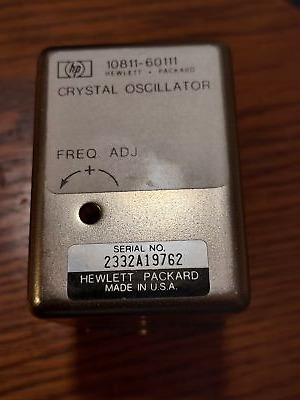 hp 10811-60111
HEWLETT • PACKARD
CRYSTAL OSCILLATOR
FREQ. ADJ
+
SERIAL NO.
2332A19762
HEWLETT PACKARD
MADE IN U.S.A.